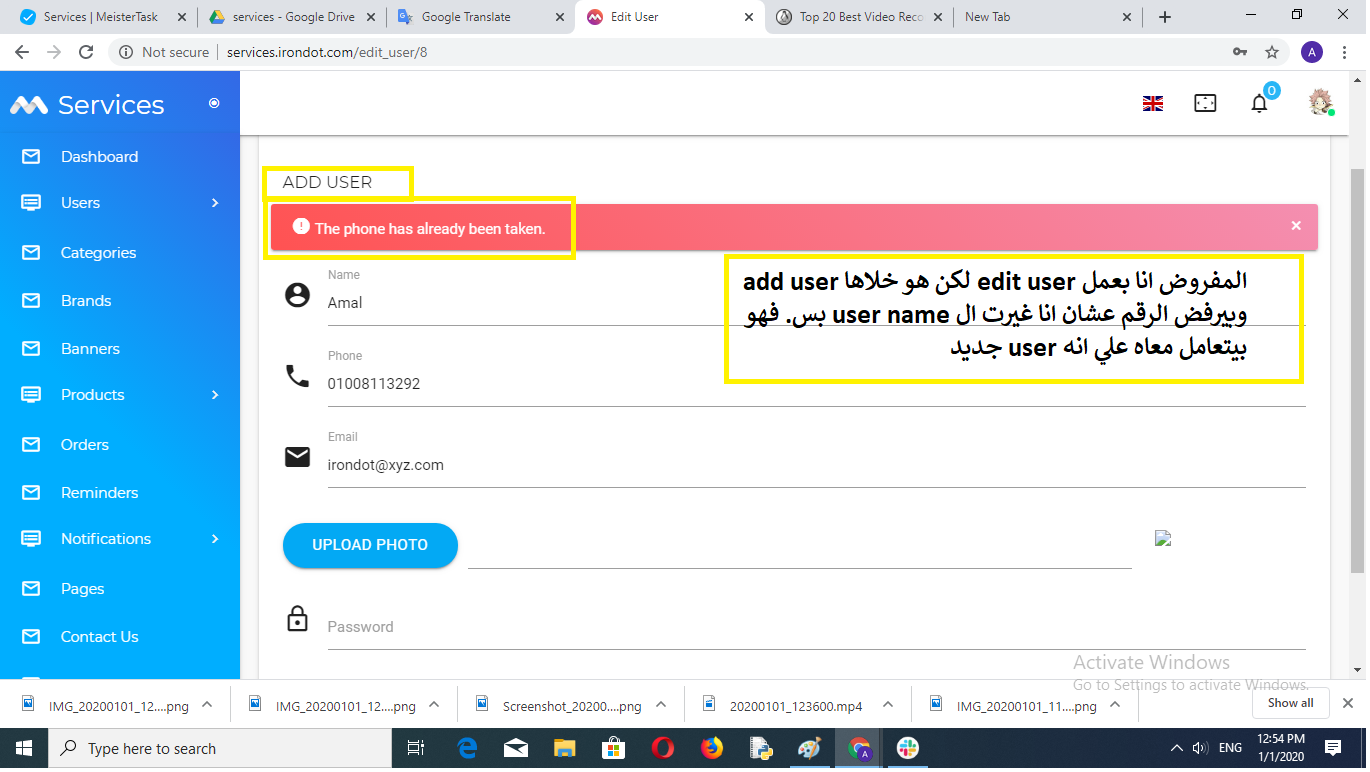 Services | MeisterTask
services - Google Drive
Google Translate
Edit User
Top 20 Best Video Reco
New Tab
Not secure
services.irondot.com/edit_user/8
A
Services
0
Dashboard
Users
Categories
Brands
Banners
Products
Orders
Reminders
Notifications
Pages
Contact Us
ADD USER
The phone has already been taken.
المفروض انا بعمل edit user لكن هو خلاها add user
وبيرفض الرقم عشان انا غيرت ال user name بس. فهو
بيتعامل معاه علي انه user جديد
Name
Amal
Phone
01008113292
Email
irondot@xyz.com
UPLOAD PHOTO
Password
Activate Windows
Go to Settings to activate Windows.
IMG_20200101_12....png
IMG_20200101_12....png
Screenshot_20200....png
20200101_123600.mp4
IMG_20200101_11....png
Show all
Type here to search
A
ENG
12:54 PM
1/1/2020